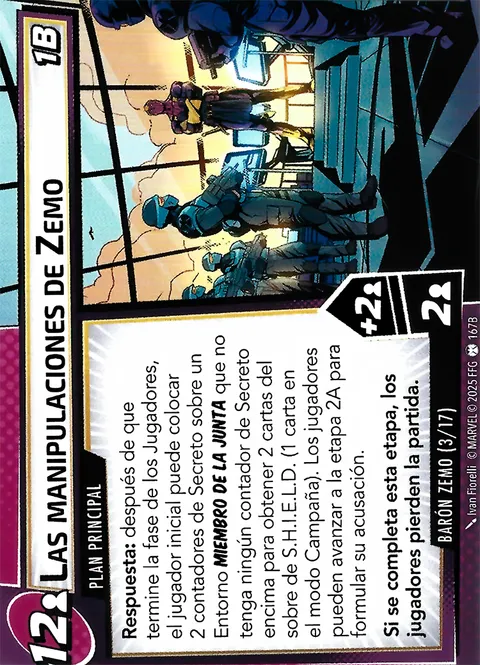 12
LAS MANIPULACIONES DE ZEMO
1B
PLAN PRINCIPAL
Respuesta: después de que
termine la fase de los Jugadores,
el jugador inicial puede colocar
2 contadores de Secreto sobre un
Entorno MIEMBRO DE LA JUNTA que no
tenga ningún contador de Secreto
encima para obtener 2 cartas del
sobre de S.H.I.E.L.D. (1 carta en
el modo Campaña). Los jugadores
pueden avanzar a la etapa 2A para
formular su acusación.
Si se completa esta etapa, los
jugadores pierden la partida.
+2
2
BARON ZEMO (3/17)
Ivan Fiorelli © MARVEL © 2025 FFG 167B